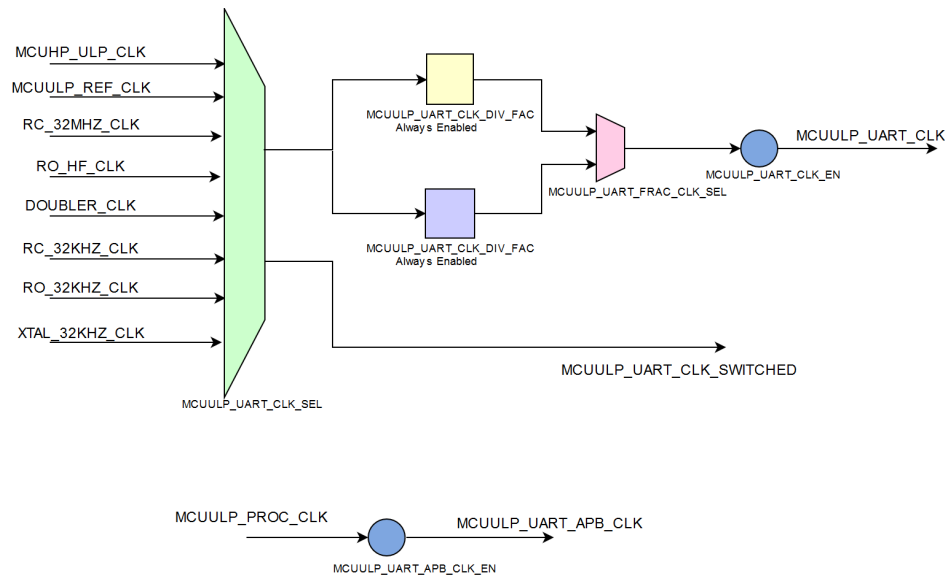 MCUHP_ULP_CLK
MCUULP_REF_CLK
RC_32MHZ_CLK
RO_HF_CLK
DOUBLER_CLK
RC_32KHZ_CLK
RO_32KHZ_CLK
XTAL_32KHZ_CLK
MCUULP_UART_CLK_SEL
MCUULP_UART_CLK_DIV_FAC
Always Enabled
MCUULP_UART_CLK_DIV_FAC
Always Enabled
MCUULP_UART_FRAC_CLK_SEL
MCUULP_UART_CLK_EN
MCUULP_UART_CLK
MCUULP_UART_CLK_SWITCHED
MCUULP_PROC_CLK
MCUULP_UART_APB_CLK_EN
MCUULP_UART_APB_CLK